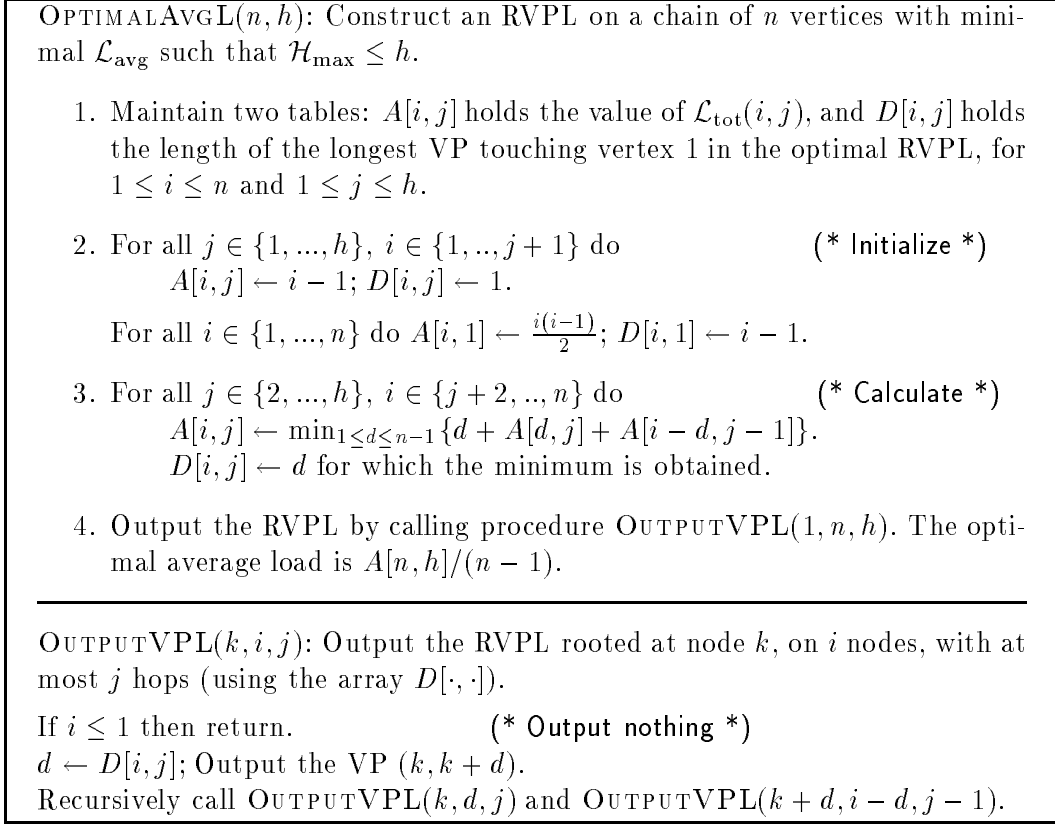 OPTIMALAVGL(n, h): Construct an RVPL on a chain of n vertices with mini-
mal L_avg such that H_max ≤ h.
1. Maintain two tables: A[i, j] holds the value of L_tot(i, j), and D[i, j] holds
the length of the longest VP touching vertex 1 in the optimal RVPL, for
1 ≤ i ≤ n and 1 ≤ j ≤ h.
2. For all j ∈ {1, ..., h}, i ∈ {1, .., j + 1} do (* Initialize *)
A[i, j] ← i − 1; D[i, j] ← 1.
For all i ∈ {1, ..., n} do A[i, 1] ← i(i−1)/2; D[i, 1] ← i − 1.
3. For all j ∈ {2, ..., h}, i ∈ {j + 2, .., n} do (* Calculate *)
A[i, j] ← min_{1≤d≤n−1}{d + A[d, j] + A[i − d, j − 1]}.
D[i, j] ← d for which the minimum is obtained.
4. Output the RVPL by calling procedure OUTPUTVPL(1, n, h). The opti-
mal average load is A[n, h]/(n − 1).
OUTPUTVPL(k, i, j): Output the RVPL rooted at node k, on i nodes, with at
most j hops (using the array D[·, ·]).
If i ≤ 1 then return. (* Output nothing *)
d ← D[i, j]; Output the VP (k, k + d).
Recursively call OUTPUTVPL(k, d, j) and OUTPUTVPL(k + d, i − d, j − 1).